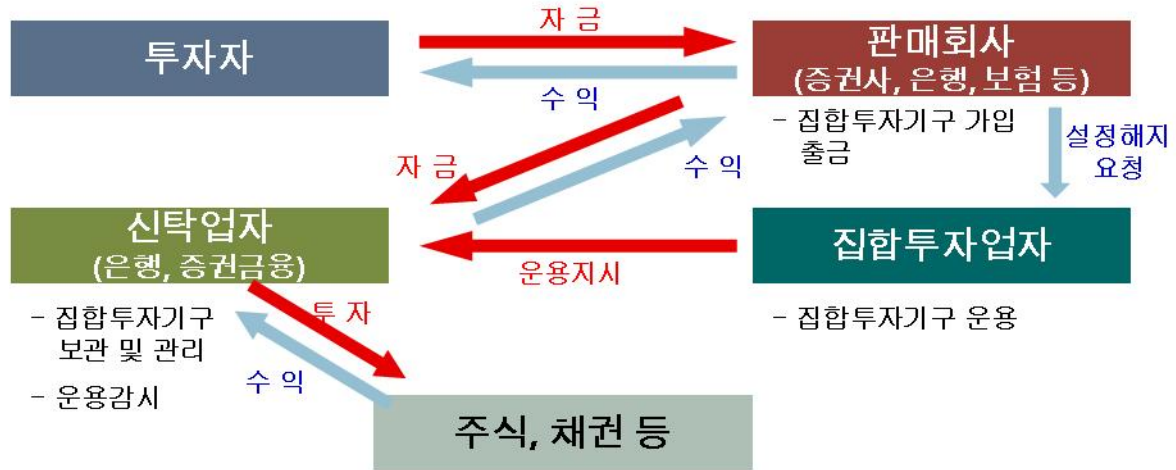 자 금
투자자
판매회사
(증권사, 은행, 보험 등)
수 익
- 집합투자기구 가입
출금
설정해지
요청
자 금
수 익
신탁업자
(은행, 증권금융)
집합투자업자
운용지시
- 집합투자기구
보관 및 관리
- 운용감시
투 자
- 집합투자기구 운용
수 익
주식, 채권 등